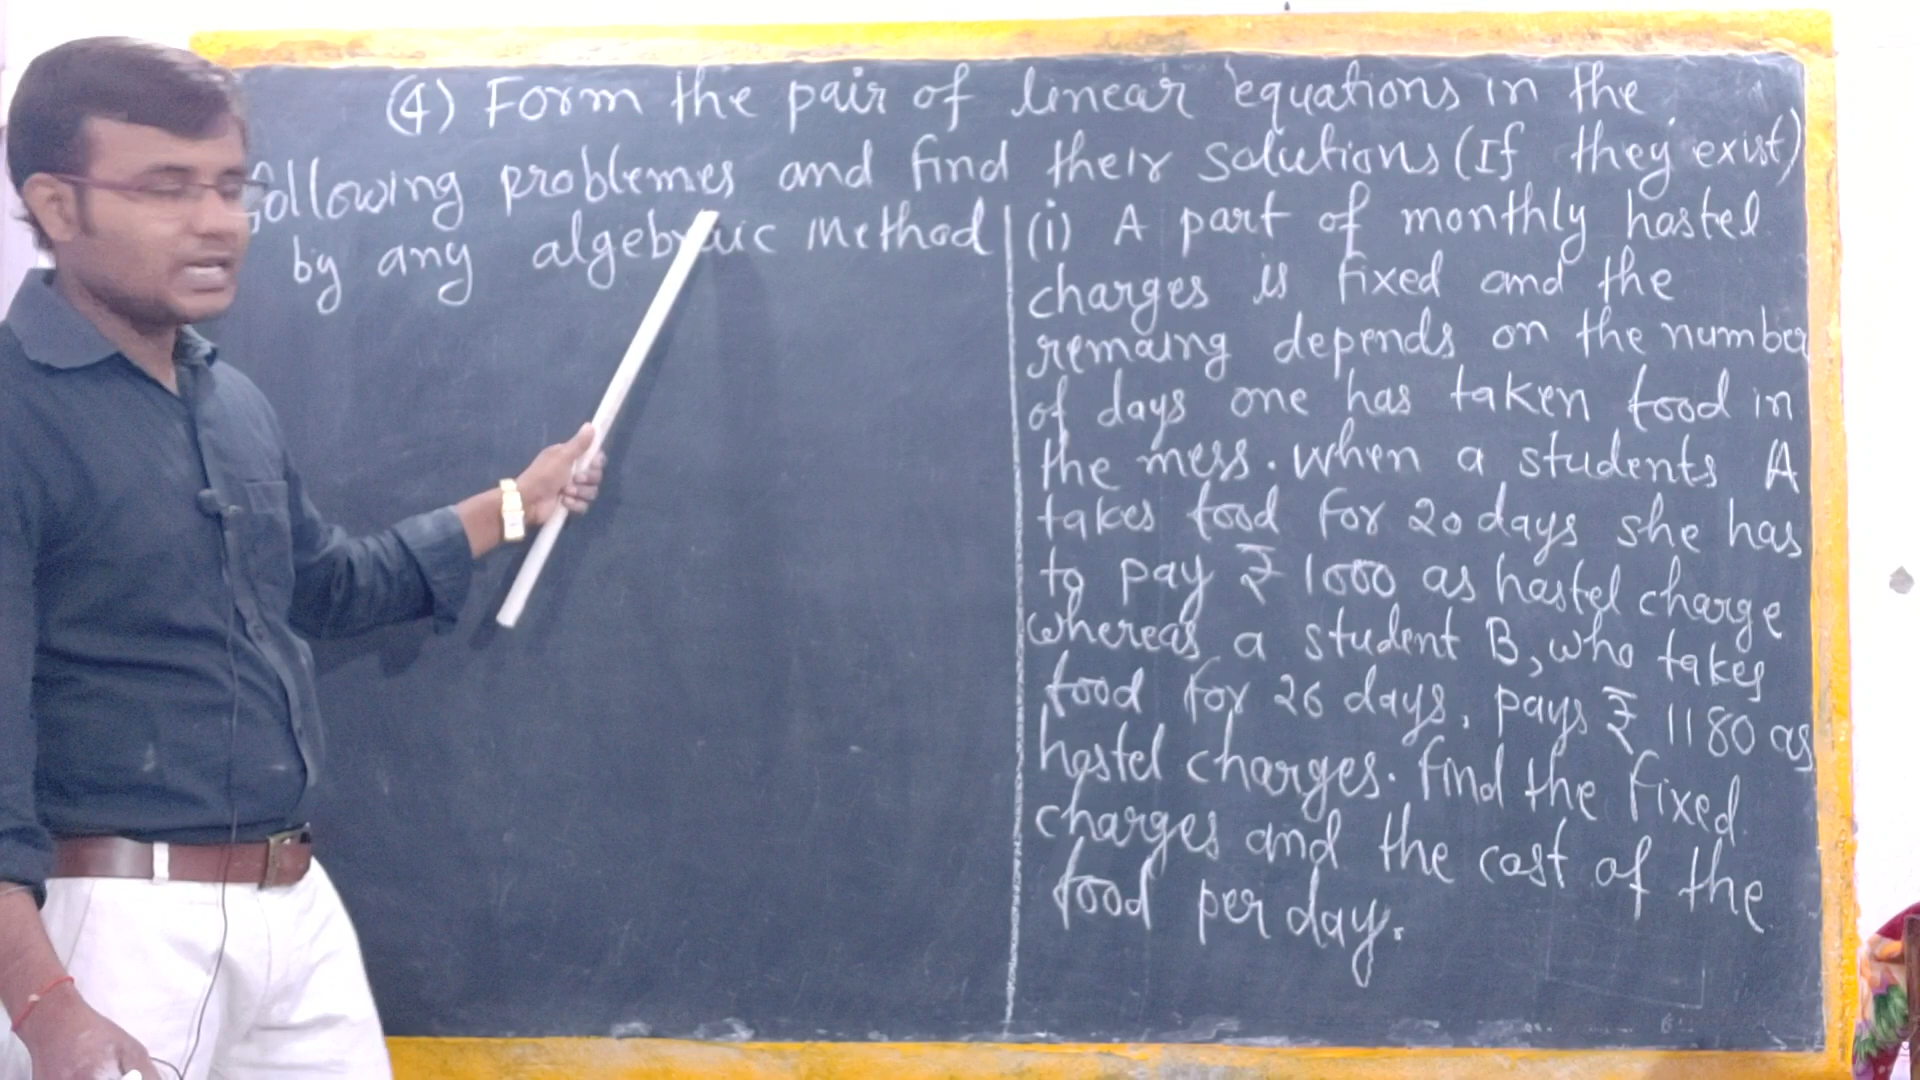 (4) Form the pair of linear equations in the
following problemes and find their solutions (If they exist)
by any algebraic method
(i) A part of monthly hastel
charges is fixed and the
remaing depends on the number
of days one has taken food in
the mess. When a students A
takes food for 20 days she has
to pay ₹ 1000 as hastel charge
whereas a student B, who takes
food for 26 days, pays ₹ 1180 as
hostel charges. find the fixed
charges and the cost of the
food per day.